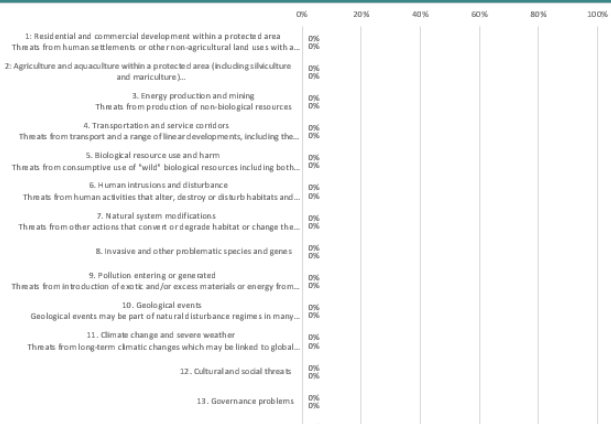 0% 20% 40% 60% 80% 100%
1: Residential and commercial development within a protected area
Threats from human settlements or other non-agricultural land uses with a...
0%
0%
2: Agriculture and aquaculture within a protected area (including silviculture
and mariculture)...
0%
0%
3. Energy production and mining
Threats from production of non-biological resources
0%
0%
4. Transportation and service corridors
Threats from transport and a range of linear developments, including the...
0%
0%
5. Biological resource use and harm
Threats from consumptive use of "wild" biological resources including both...
0%
0%
6. Human intrusions and disturbance
Threats from human activities that alter, destroy or disturb habitats and...
0%
0%
7. Natural system modifications
Threats from other actions that convert or degrade habitat or change the...
0%
0%
8. Invasive and other problematic species and genes
0%
0%
9. Pollution entering or generated
Threats from introduction of exotic and/or excess materials or energy from...
0%
0%
10. Geological events
Geological events may be part of natural disturbance regimes in many...
0%
0%
11. Climate change and severe weather
Threats from long-term climatic changes which may be linked to global...
0%
0%
12. Cultural and social threats
0%
0%
13. Governance problems
0%
0%